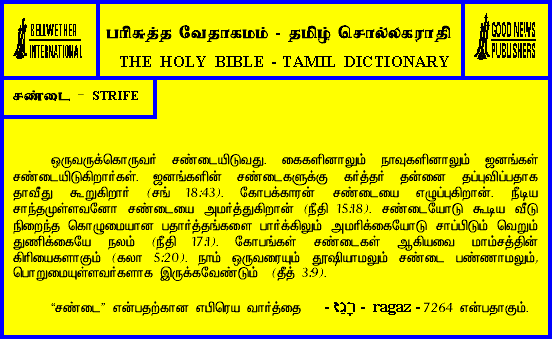 BELLWETHER
INTERNATIONAL
பரிசுத்த வேதாகமம் - தமிழ் சொல்லகராதி
THE HOLY BIBLE - TAMIL DICTIONARY
GOOD NEWS
PUBLISHERS
சண்டை - STRIFE
ஒருவருக்கொருவர் சண்டையிடுவது. கைகளினாலும் நாவுகளினாலும் ஜனங்கள்
சண்டையிடுகிறார்கள். ஜனங்களின் சண்டைகளுக்கு கர்த்தர் தன்னை தப்புவிப்பதாக
தாவீது கூறுகிறார் (சங் 18:43). கோபக்காரன் சண்டையை எழுப்புகிறான். நீடிய
சாந்தமுள்ளவனோ சண்டையை அமர்த்துகிறான் (நீதி 15:18). சண்டையோடு கூடிய வீடு
நிறைந்த கொழுமையான பதார்த்தங்களை பார்க்கிலும் அமரிக்கையோடு சாப்பிடும் வெறும்
துணிக்கையே நலம் (நீதி 17:1). கோபங்கள் சண்டைகள் ஆகியவை மாம்சத்தின்
கிரியைகளாகும் (கலா 5:20). நாம் ஒருவரையும் தூஷியாமலும் சண்டை பண்ணாமலும்,
பொறுமையுள்ளவர்களாக இருக்கவேண்டும் (தீத் 3:9).
"சண்டை" என்பதற்கான எபிரெய வார்த்தை - רָגַז - ragaz - 7264 என்பதாகும்.